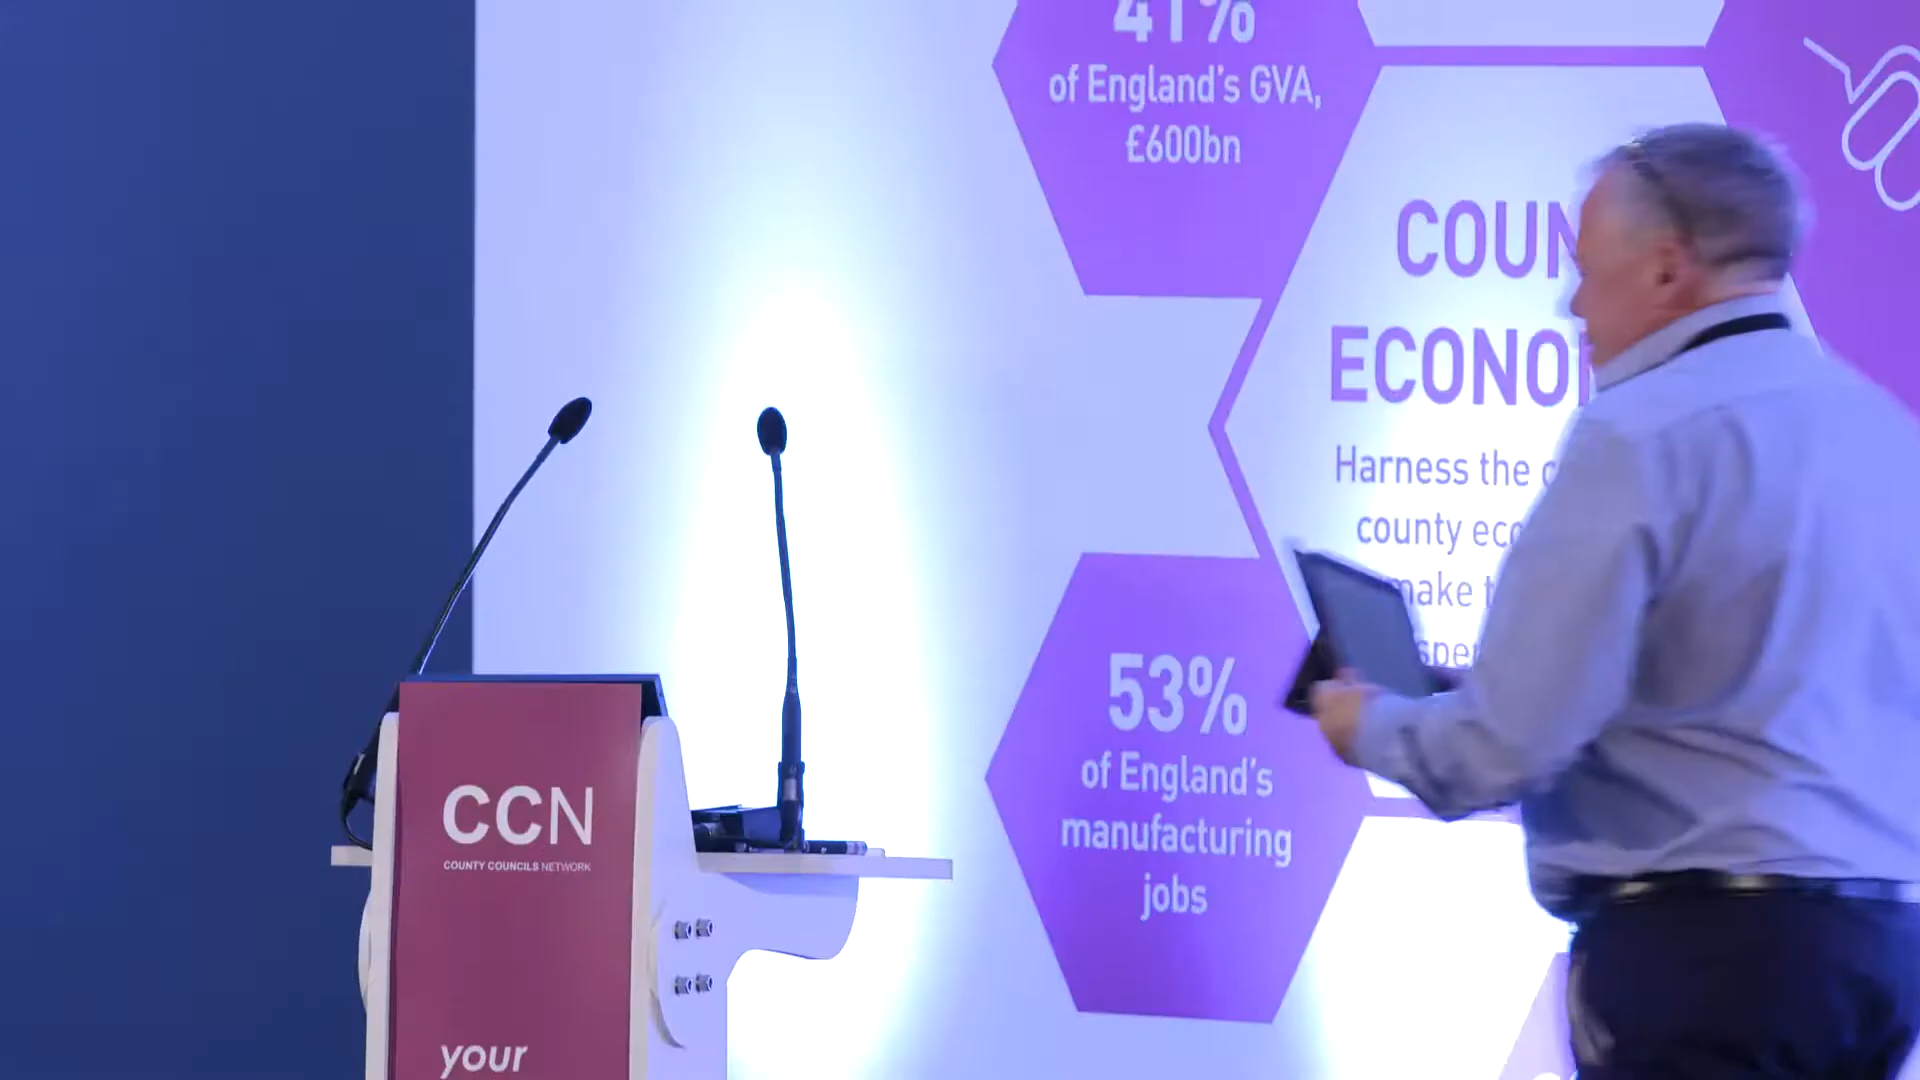 41%
of England's GVA,
£600bn
COUN
ECONO
Harness the
county eco
make
53%
of England's
manufacturing
jobs
CCN
COUNTY COUNCILS NETWORK
your